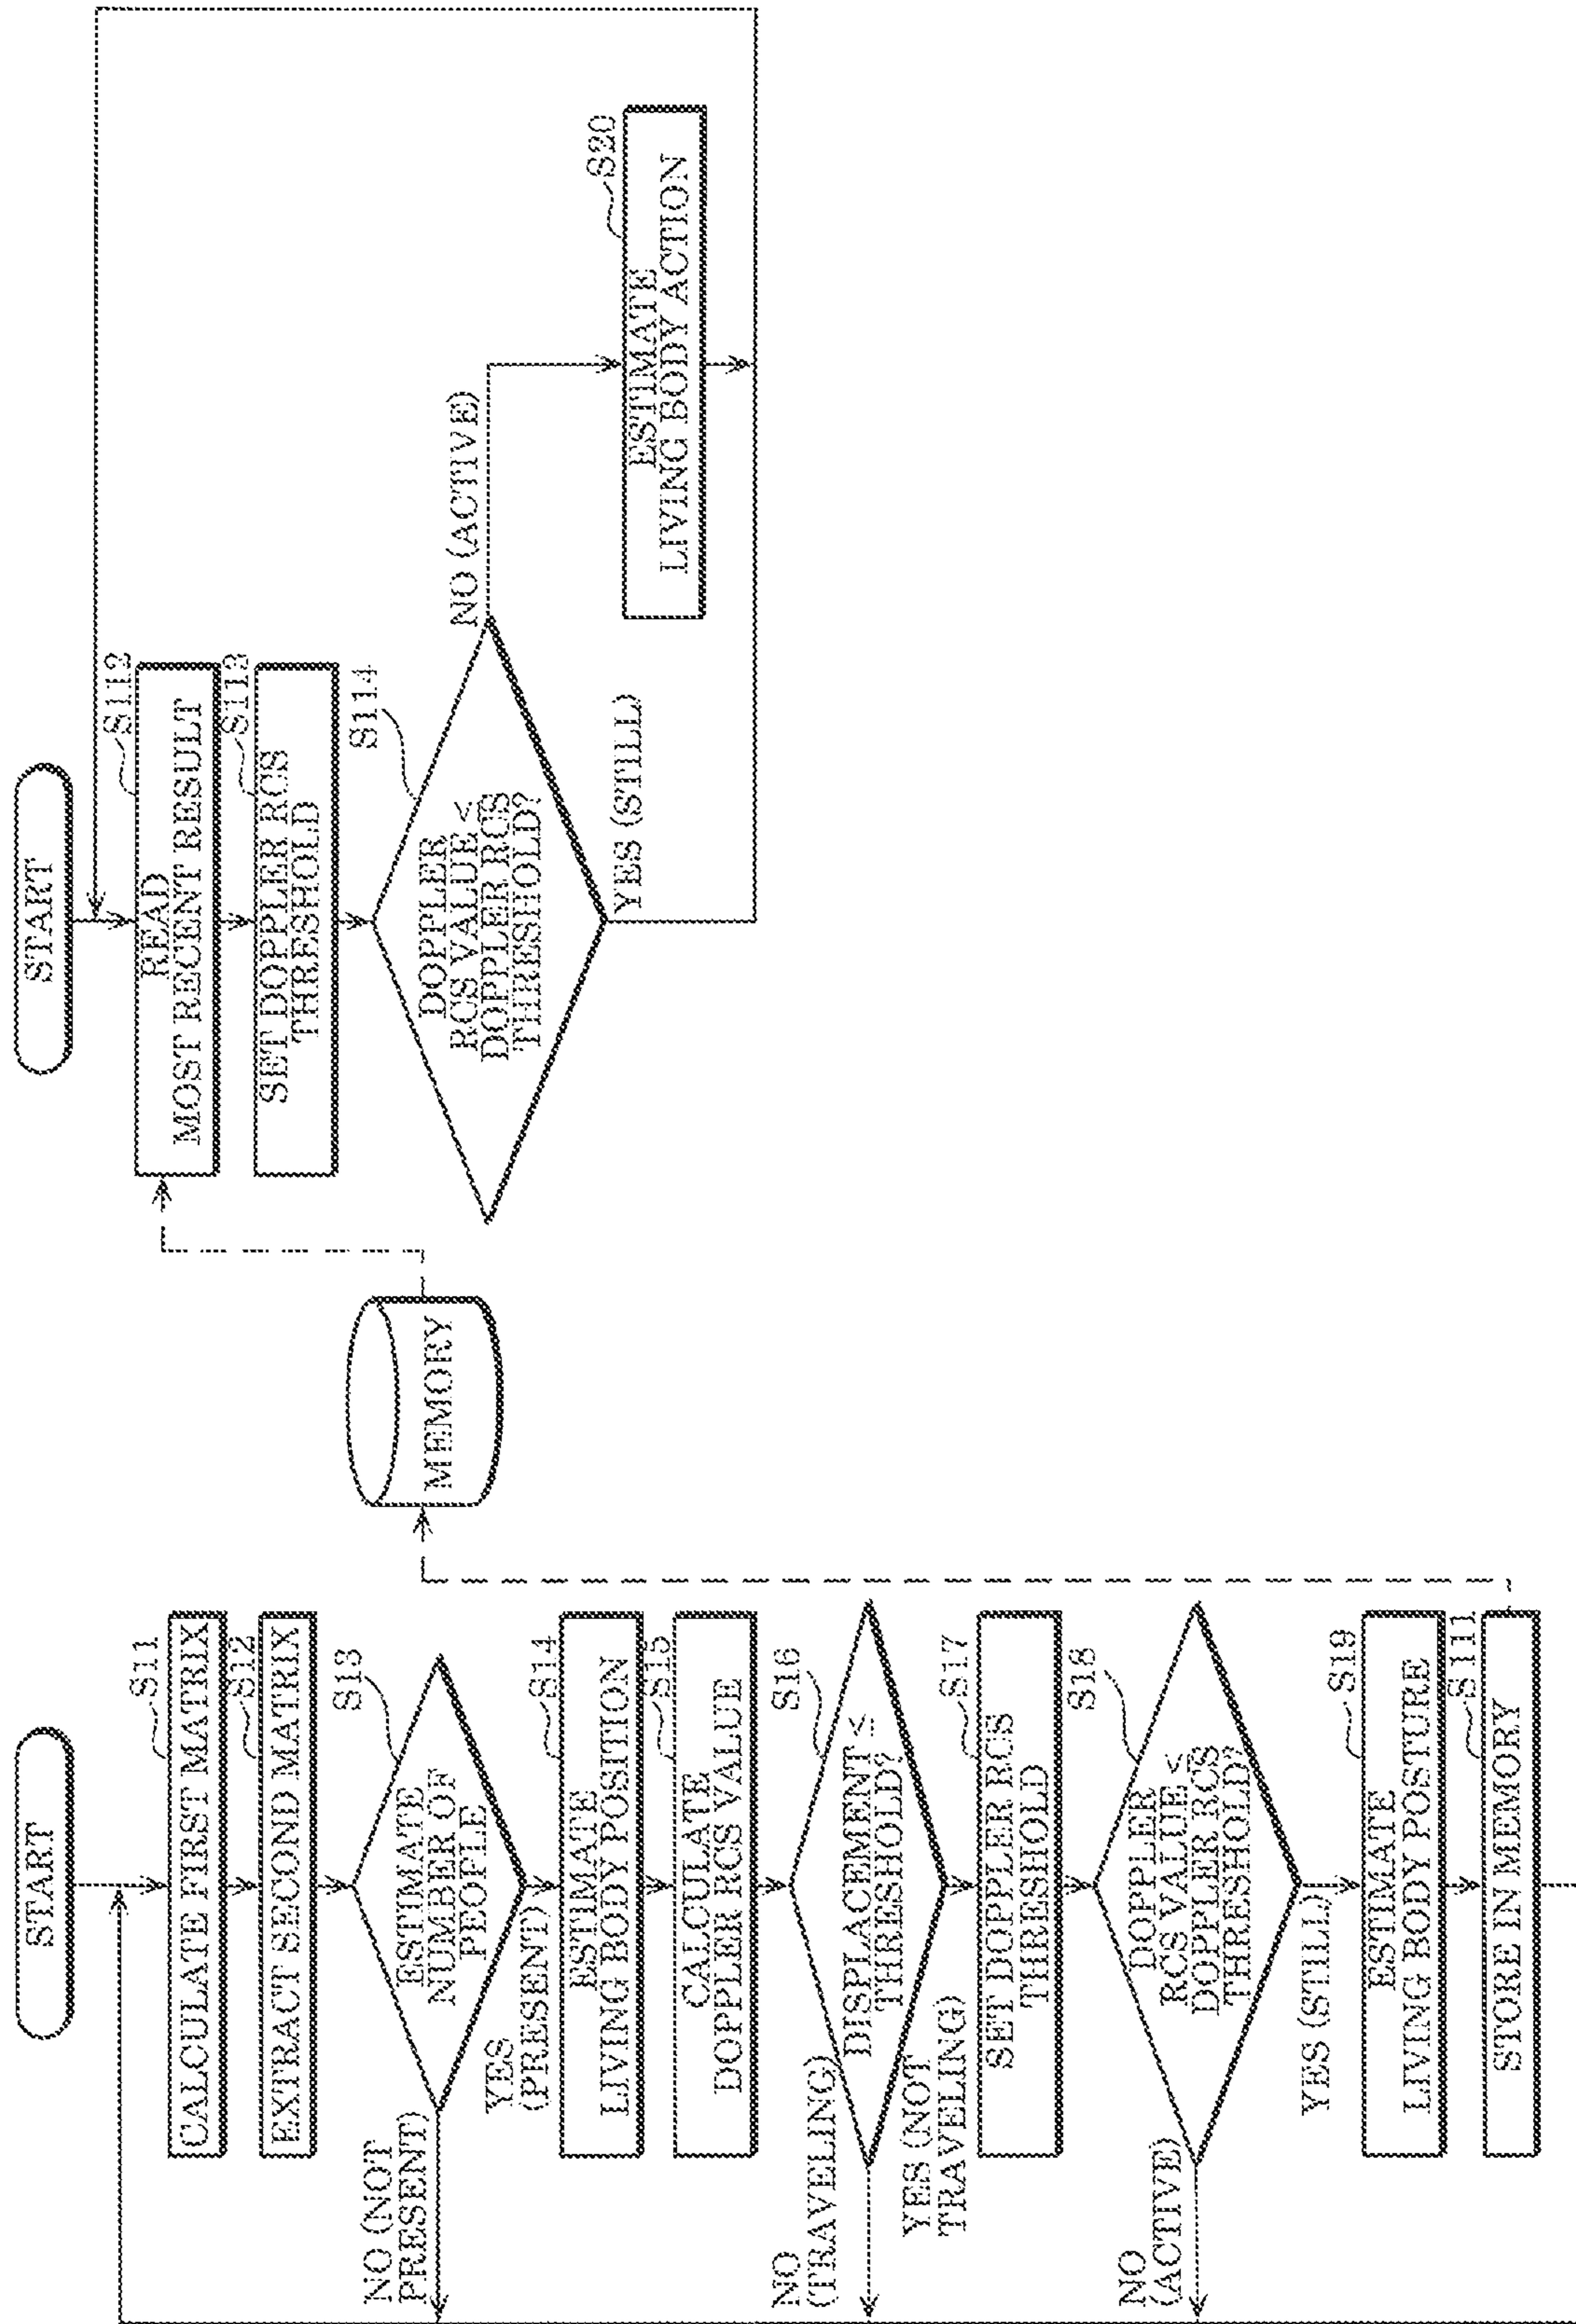 START
CALCULATE FIRST MATRIX
S11
EXTRACT SECOND MATRIX
S12
ESTIMATE
NUMBER OF
PEOPLE
S13
NO (NOT
PRESENT)
YES
(PRESENT)
ESTIMATE
LIVING BODY POSITION
S14
CALCULATE
DOPPLER RCS VALUE
S15
DISPLACEMENT ≤
THRESHOLD?
S16
NO
(TRAVELING)
YES (NOT
TRAVELING)
SET DOPPLER RCS
THRESHOLD
S17
DOPPLER
RCS VALUE <
DOPPLER RCS
THRESHOLD?
S18
NO
(ACTIVE)
YES (STILL)
ESTIMATE
LIVING BODY POSTURE
S19
STORE IN MEMORY
S111
MEMORY
START
READ
MOST RECENT RESULT
S112
SET DOPPLER RCS
THRESHOLD
S113
DOPPLER
RCS VALUE <
DOPPLER RCS
THRESHOLD?
S114
NO (ACTIVE)
YES (STILL)
ESTIMATE
LIVING BODY ACTION
S20